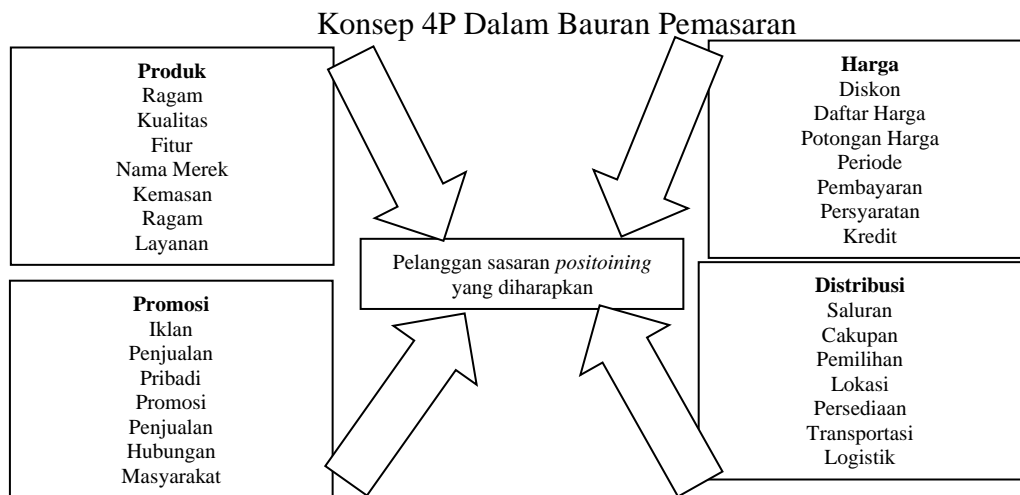 Konsep 4P Dalam Bauran Pemasaran
Produk
Ragam
Kualitas
Fitur
Nama Merek
Kemasan
Ragam
Layanan
Harga
Diskon
Daftar Harga
Potongan Harga
Periode
Pembayaran
Persyaratan
Kredit
Pelanggan sasaran positoining
yang diharapkan
Promosi
Iklan
Penjualan
Pribadi
Promosi
Penjualan
Hubungan
Masyarakat
Distribusi
Saluran
Cakupan
Pemilihan
Lokasi
Persediaan
Transportasi
Logistik